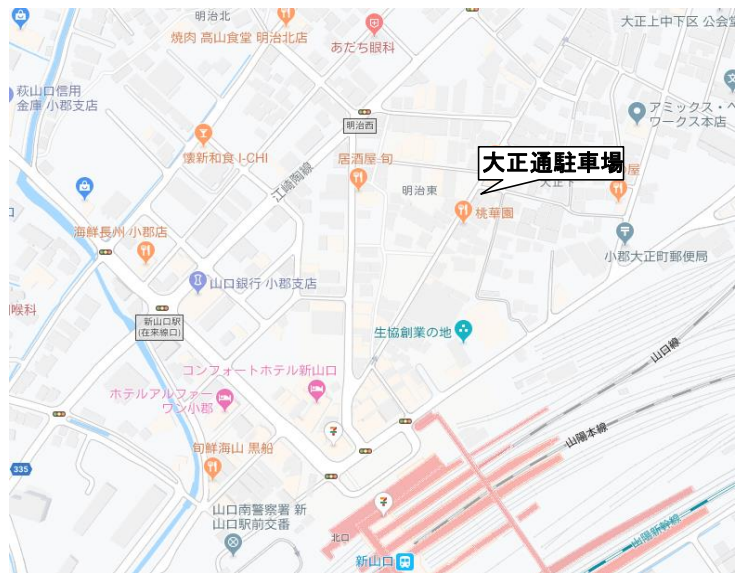 明治北
焼肉 高山食堂 明治北店
あだち眼科
大正上中下区 公会堂
萩山口信用
金庫 小郡支店
アミックス・ヘ
ワークス本店
明治西
懐新和食 I-CHI
居酒屋 旬
大正通駐車場
屋
江崎陶線
明治東
大正下
桃華園
海鮮長州 小郡店
小郡大正町郵便局
山口銀行 小郡支店
喉科
新山口駅
(在来線口)
生協創業の地
山口線
コンフォートホテル新山口
ホテルアルファー
ワン小郡
山陽本線
旬鮮海山 黒船
335
山口南警察署 新
山口駅前交番
北口
山陽新幹線
新山口